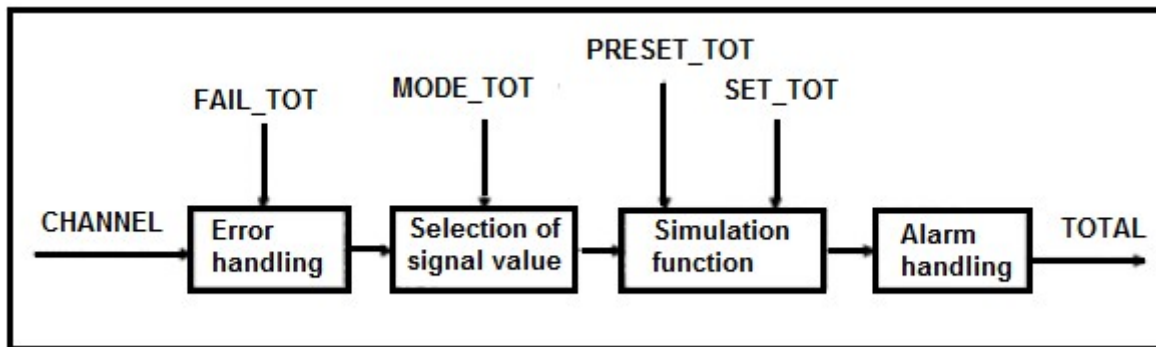 PRESET_TOT
MODE_TOT
SET_TOT
FAIL_TOT
CHANNEL
Error
handling
Selection of
signal value
Simulation
function
Alarm
handling
TOTAL